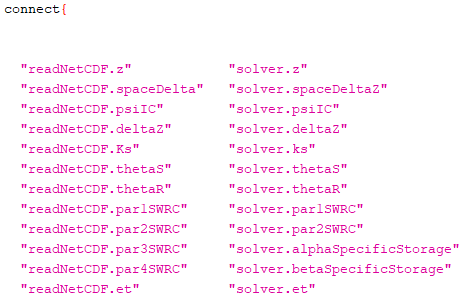 connect{
"readNetCDF.z" "solver.z"
"readNetCDF.spaceDelta" "solver.spaceDeltaZ"
"readNetCDF.psiIC" "solver.psiIC"
"readNetCDF.deltaZ" "solver.deltaZ"
"readNetCDF.Ks" "solver.ks"
"readNetCDF.thetaS" "solver.thetaS"
"readNetCDF.thetaR" "solver.thetaR"
"readNetCDF.par1SWRC" "solver.par1SWRC"
"readNetCDF.par2SWRC" "solver.par2SWRC"
"readNetCDF.par3SWRC" "solver.alphaSpecificStorage"
"readNetCDF.par4SWRC" "solver.betaSpecificStorage"
"readNetCDF.et" "solver.et"